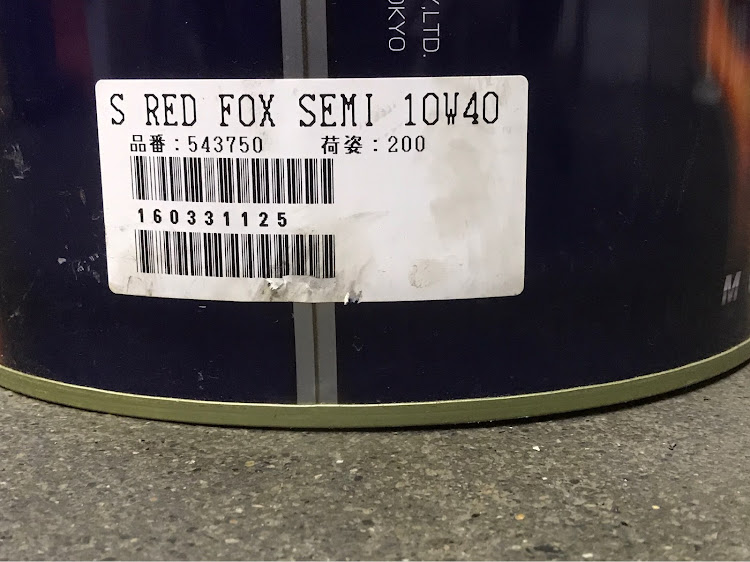 ,LTD.
OKYO
S RED FOX SEMI 10W40
品番:543750 荷姿:200
160331125
M